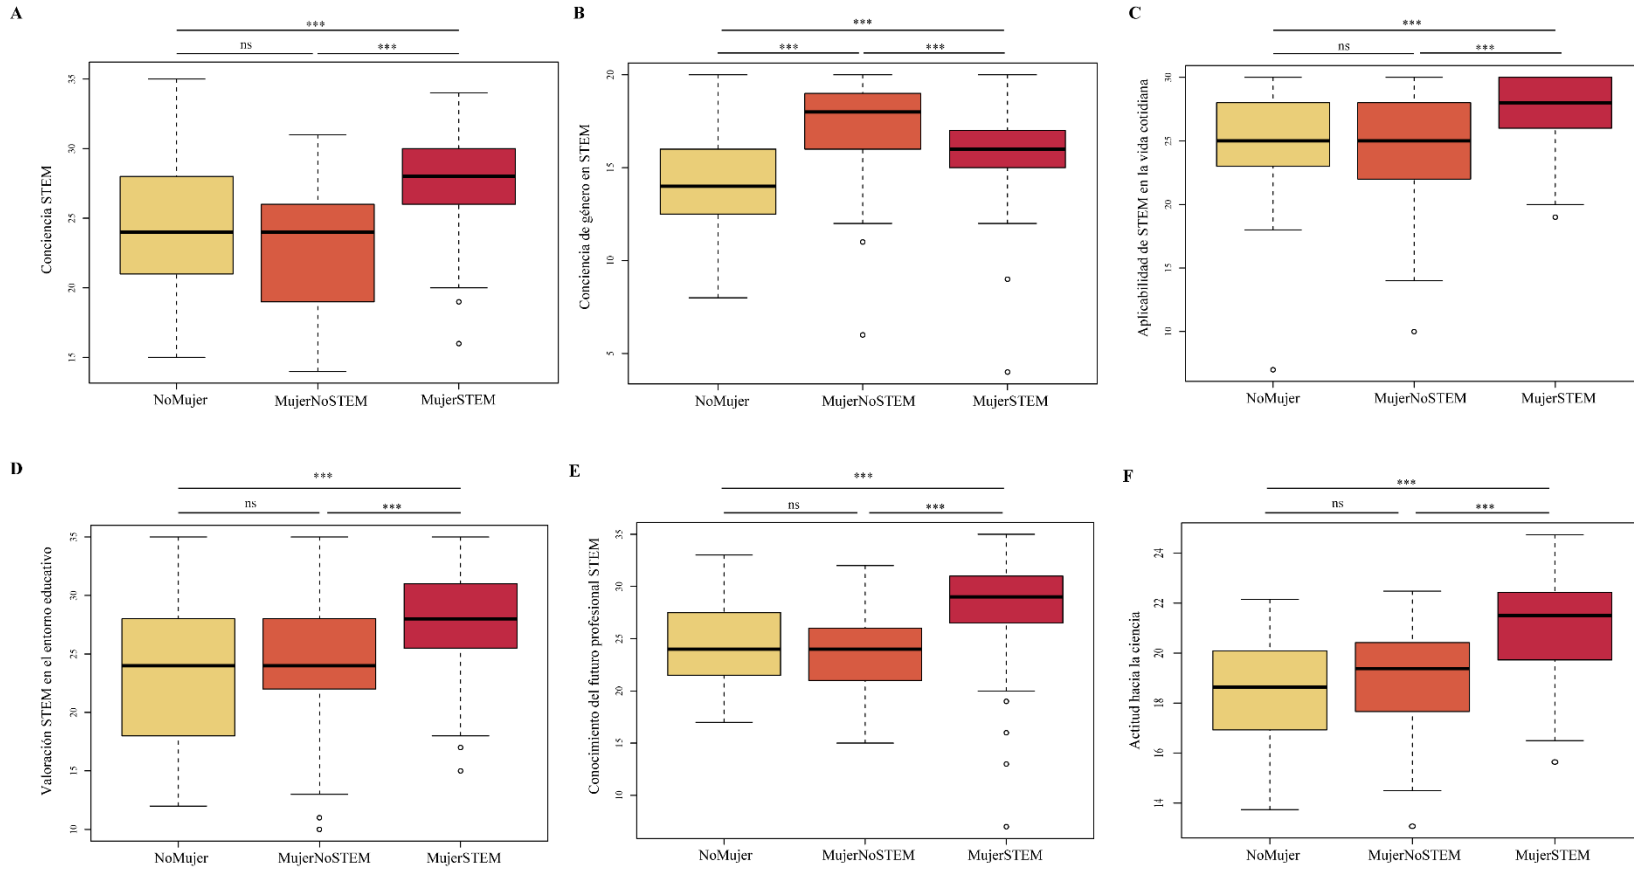 A
***
ns
***
Conciencia STEM
35
30
25
20
15
NoMujer
MujerNoSTEM
MujerSTEM
B
***
***
***
Conciencia de género en STEM
20
15
10
5
NoMujer
MujerNoSTEM
MujerSTEM
C
***
ns
***
Aplicabilidad de STEM en la vida cotidiana
30
25
20
15
10
NoMujer
MujerNoSTEM
MujerSTEM
D
***
ns
***
Valoración STEM en el entorno educativo
35
30
25
20
15
10
NoMujer
MujerNoSTEM
MujerSTEM
E
***
ns
***
Conocimiento del futuro profesional STEM
35
30
25
20
15
10
NoMujer
MujerNoSTEM
MujerSTEM
F
***
ns
***
Actitud hacia la ciencia
24
22
20
18
16
14
NoMujer
MujerNoSTEM
MujerSTEM